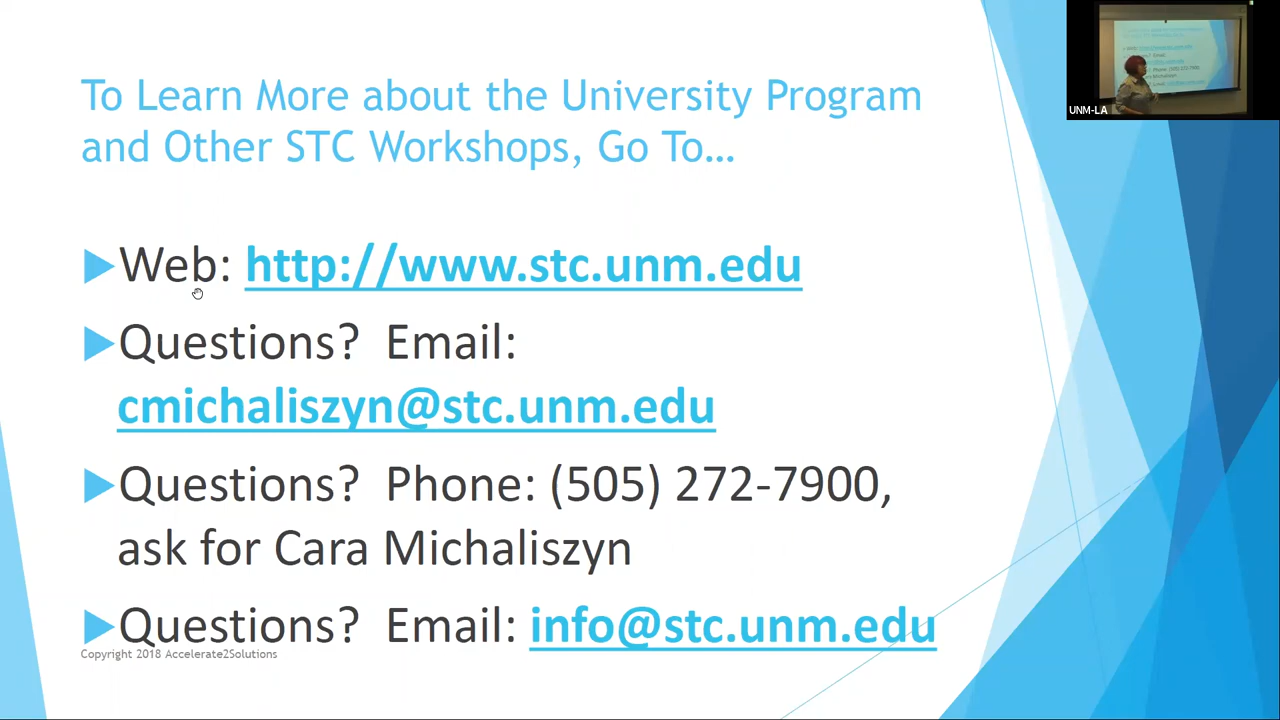 To Learn More about the University Program
and Other STC Workshops, Go To…
Web: http://www.stc.unm.edu
Questions? Email:
cmichaliszyn@stc.unm.edu
Questions? Phone: (505) 272-7900,
ask for Cara Michaliszyn
Questions? Email: info@stc.unm.edu
Copyright 2018 Accelerate2Solutions
UNM-LA